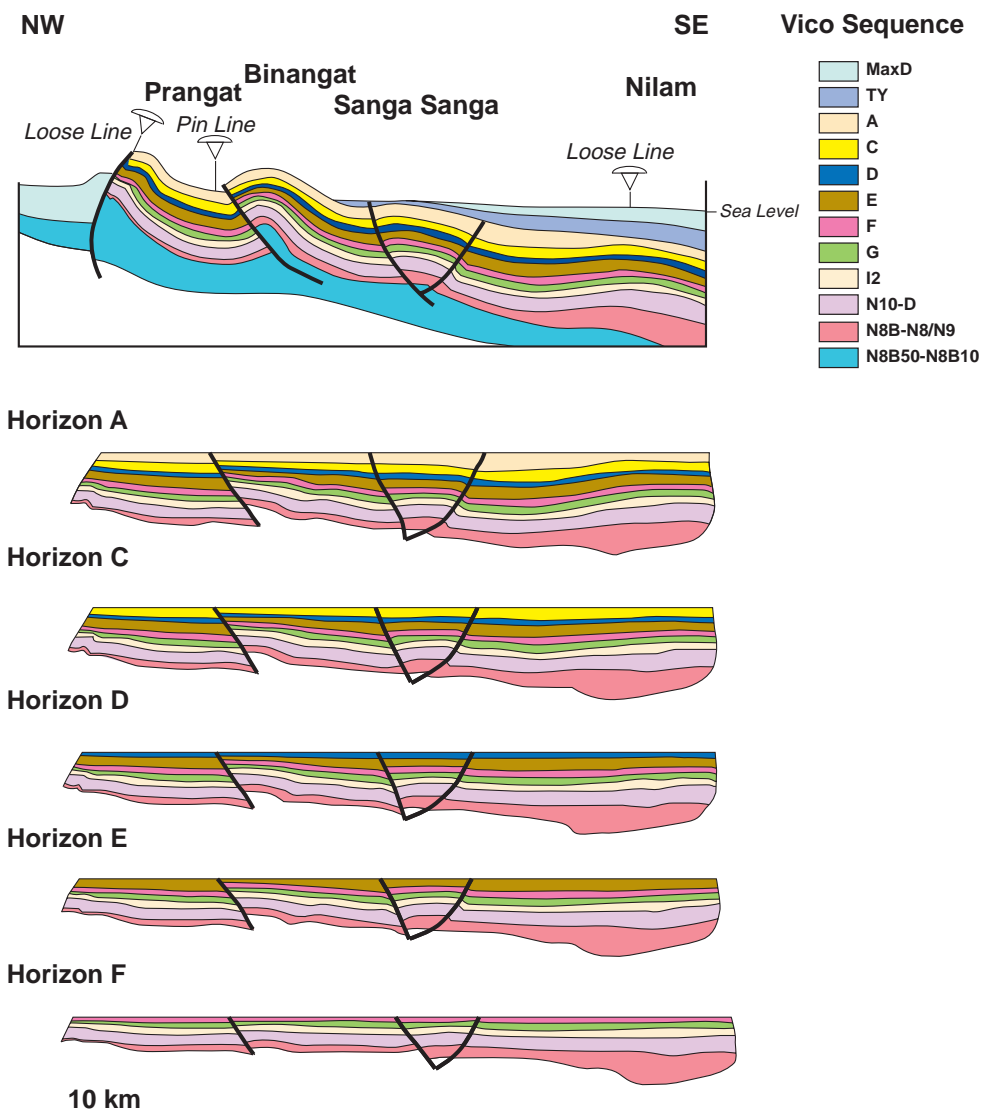 NW
SE
Vico Sequence
Prangat
Binangat
Sanga Sanga
Nilam
Loose Line
Pin Line
Loose Line
Sea Level
MaxD
TY
A
C
D
E
F
G
I2
N10-D
N8B-N8/N9
N8B50-N8B10
Horizon A
Horizon C
Horizon D
Horizon E
Horizon F
10 km